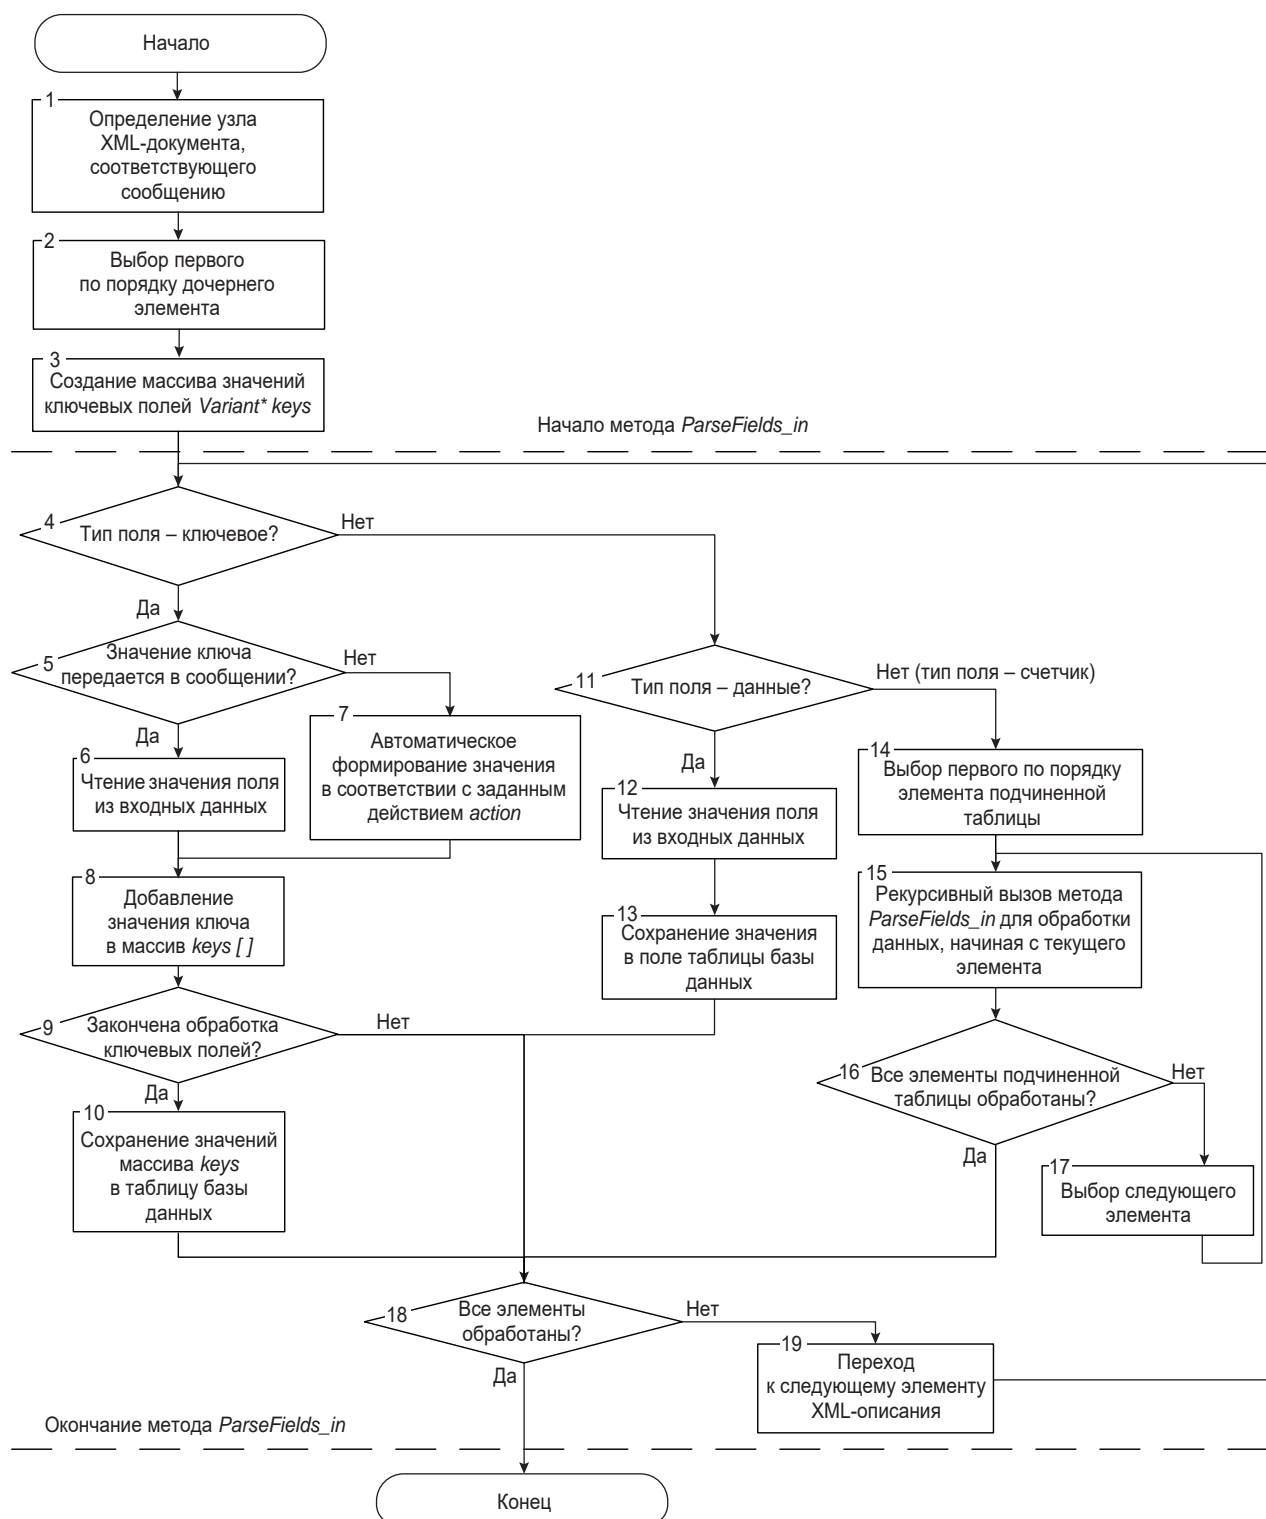 Начало
1
Определение узла
XML-документа,
соответствующего
сообщению
2
Выбор первого
по порядку дочернего
элемента
3
Создание массива значений
ключевых полей Variant* keys
Начало метода ParseFields_in
4
Тип поля – ключевое?
Нет
Да
5
Значение ключа
передается в сообщении?
Нет
Да
6
Чтение значения поля
из входных данных
7
Автоматическое
формирование значения
в соответствии с заданным
действием action
8
Добавление
значения ключа
в массив keys [ ]
9
Закончена обработка
ключевых полей?
Нет
Да
10
Сохранение значений
массива keys
в таблицу базы
данных
11
Тип поля – данные?
Нет (тип поля – счетчик)
Да
12
Чтение значения поля
из входных данных
13
Сохранение значения
в поле таблицы базы
данных
14
Выбор первого по порядку
элемента подчиненной
таблицы
15
Рекурсивный вызов метода
ParseFields_in для обработки
данных, начиная с текущего
элемента
16
Все элементы подчиненной
таблицы обработаны?
Нет
Да
17
Выбор следующего
элемента
18
Все элементы
обработаны?
Нет
Да
19
Переход
к следующему элементу
XML-описания
Окончание метода ParseFields_in
Конец